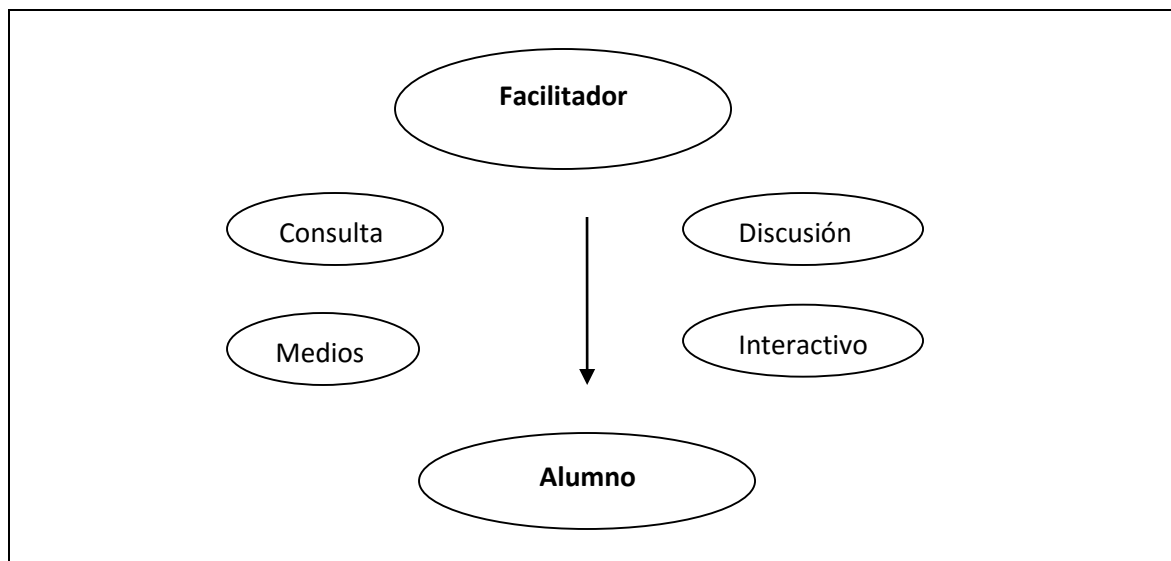 Facilitador
Consulta
Discusión
Medios
Interactivo
Alumno